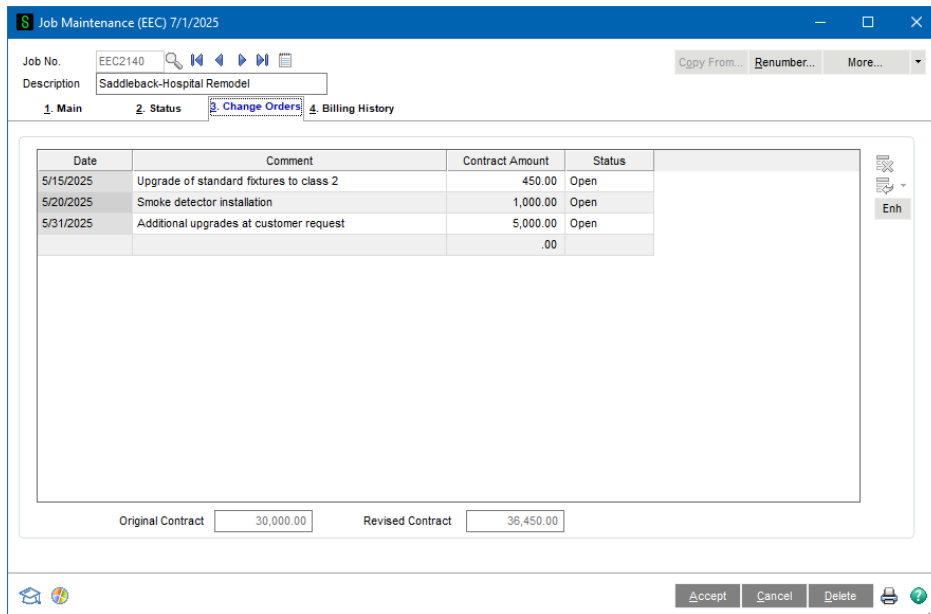 S Job Maintenance (EEC) 7/1/2025
Job No. EEC2140 Copy From... Renumber... More...
Description Saddleback-Hospital Remodel
1. Main 2. Status 3. Change Orders 4. Billing History
Date Comment Contract Amount Status
5/15/2025 Upgrade of standard fixtures to class 2 450.00 Open
5/20/2025 Smoke detector installation 1,000.00 Open
5/31/2025 Additional upgrades at customer request 5,000.00 Open
.00
Enh
Original Contract 30,000.00 Revised Contract 36,450.00
Accept Cancel Delete ?